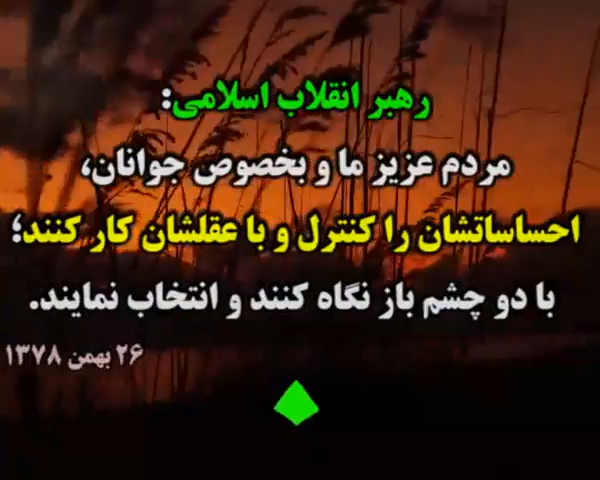 رهبر انقلاب اسلامی:
مردم عزیز ما و بخصوص جوانان،
احساساتشان را کنترل و با عقلشان کار کنند؛
با دو چشم باز نگاه کنند و انتخاب نمایند.
۲۶ بهمن ۱۳۷۸